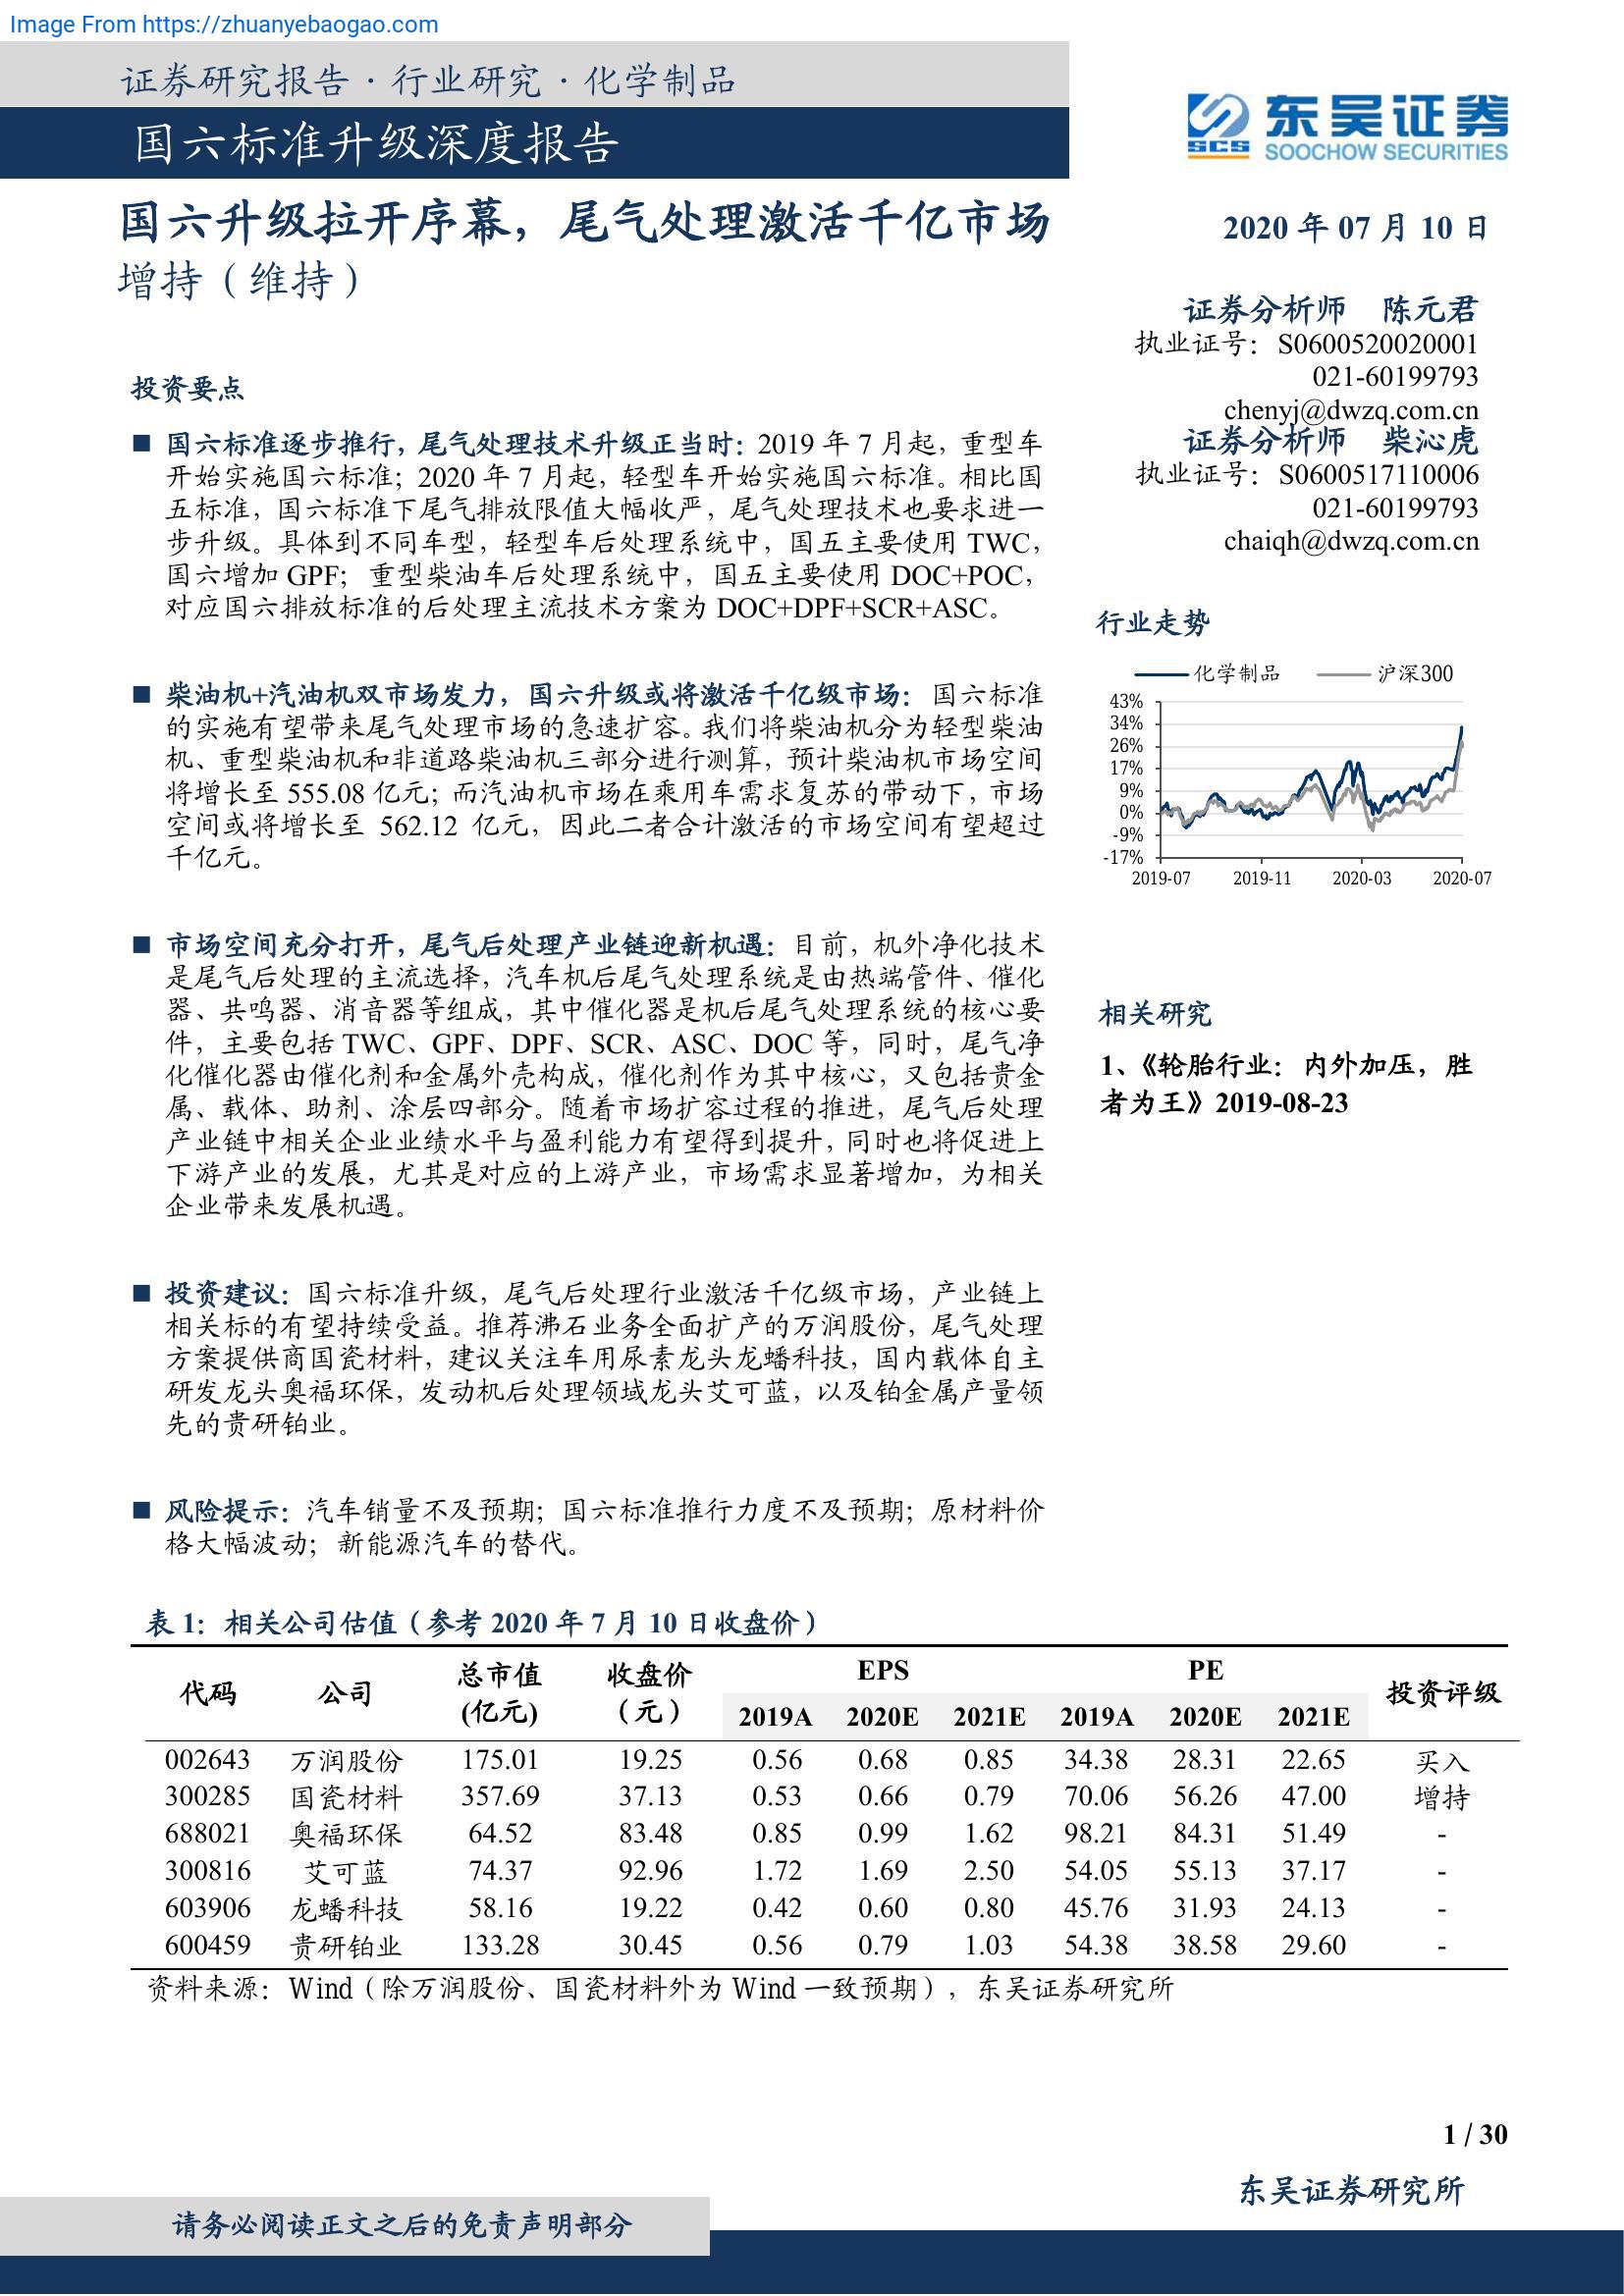 Image From https://zhuanyebaogao.com
证券研究报告·行业研究·化学制品
国六标准升级深度报告
东吴证券
SCS
SOOCHOW SECURITIES
国六升级拉开序幕，尾气处理激活千亿市场
增持（维持）
2020 年 07 月 10 日
证券分析师 陈元君
执业证号：S0600520020001
021-60199793
chenyj@dwzq.com.cn
证券分析师 柴沁虎
执业证号：S0600517110006
021-60199793
chaiqh@dwzq.com.cn
投资要点
■ 国六标准逐步推行，尾气处理技术升级正当时：2019 年 7 月起，重型车
开始实施国六标准；2020 年 7 月起，轻型车开始实施国六标准。相比国
五标准，国六标准下尾气排放限值大幅收严，尾气处理技术也要求进一
步升级。具体到不同车型，轻型车后处理系统中，国五主要使用 TWC，
国六增加 GPF；重型柴油车后处理系统中，国五主要使用 DOC+POC，
对应国六排放标准的后处理主流技术方案为 DOC+DPF+SCR+ASC。
■ 柴油机+汽油机双市场发力，国六升级或将激活千亿级市场：国六标准
的实施有望带来尾气处理市场的急速扩容。我们将柴油机分为轻型柴油
机、重型柴油机和非道路柴油机三部分进行测算，预计柴油机市场空间
将增长至 555.08 亿元；而汽油机市场在乘用车需求复苏的带动下，市场
空间或将增长至 562.12 亿元，因此二者合计激活的市场空间有望超过
千亿元。
■ 市场空间充分打开，尾气后处理产业链迎新机遇：目前，机外净化技术
是尾气后处理的主流选择，汽车机后尾气处理系统是由热端管件、催化
器、共鸣器、消音器等组成，其中催化器是机后尾气处理系统的核心要
件，主要包括 TWC、GPF、DPF、SCR、ASC、DOC 等，同时，尾气净
化催化器由催化剂和金属外壳构成，催化剂作为其中核心，又包括贵金
属、载体、助剂、涂层四部分。随着市场扩容过程的推进，尾气后处理
产业链中相关企业业绩水平与盈利能力有望得到提升，同时也将促进上
下游产业的发展，尤其是对应的上游产业，市场需求显著增加，为相关
企业带来发展机遇。
■ 投资建议：国六标准升级，尾气后处理行业激活千亿级市场，产业链上
相关标的有望持续受益。推荐沸石业务全面扩产的万润股份，尾气处理
方案提供商国瓷材料，建议关注车用尿素龙头龙蟠科技，国内载体自主
研发龙头奥福环保，发动机后处理领域龙头艾可蓝，以及铂金属产量领
先的贵研铂业。
■ 风险提示：汽车销量不及预期；国六标准推行力度不及预期；原材料价
格大幅波动；新能源汽车的替代。
行业走势
化学制品 沪深300
43%
34%
26%
17%
9%
0%
-9%
-17%
2019-07 2019-11 2020-03 2020-07
相关研究
1、《轮胎行业：内外加压，胜
者为王》2019-08-23
表 1：相关公司估值（参考 2020 年 7 月 10 日收盘价）
代码 公司 总市值(亿元) 收盘价（元） EPS PE 投资评级
2019A 2020E 2021E 2019A 2020E 2021E
002643 万润股份 175.01 19.25 0.56 0.68 0.85 34.38 28.31 22.65 买入
300285 国瓷材料 357.69 37.13 0.53 0.66 0.79 70.06 56.26 47.00 增持
688021 奥福环保 64.52 83.48 0.85 0.99 1.62 98.21 84.31 51.49 -
300816 艾可蓝 74.37 92.96 1.72 1.69 2.50 54.05 55.13 37.17 -
603906 龙蟠科技 58.16 19.22 0.42 0.60 0.80 45.76 31.93 24.13 -
600459 贵研铂业 133.28 30.45 0.56 0.79 1.03 54.38 38.58 29.60 -
资料来源：Wind（除万润股份、国瓷材料外为 Wind 一致预期），东吴证券研究所
1 / 30
东吴证券研究所
请务必阅读正文之后的免责声明部分